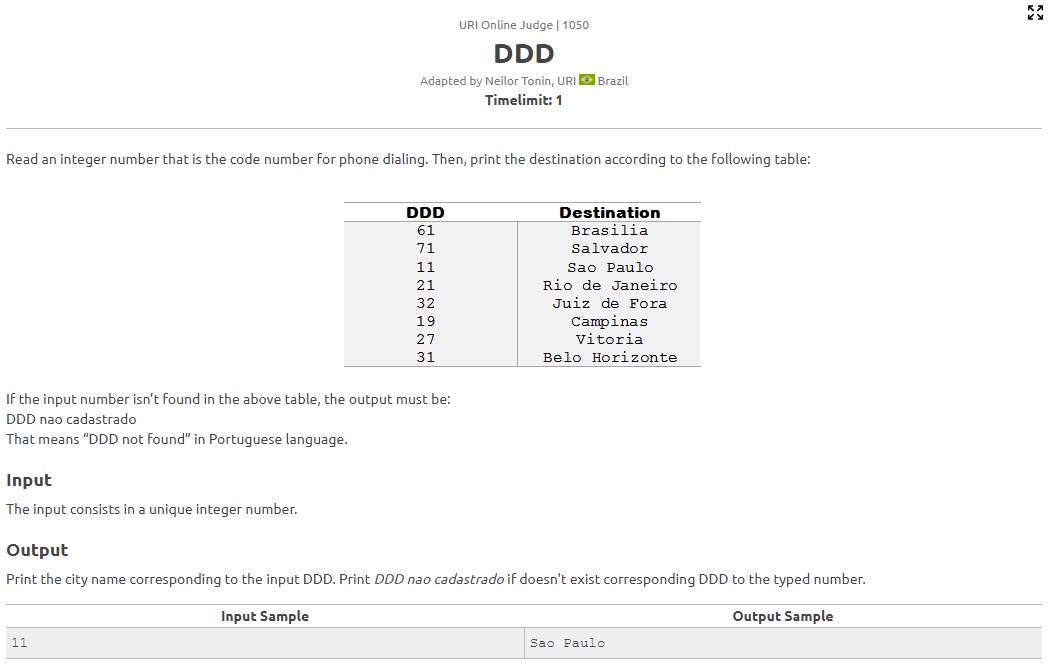 URI Online Judge | 1050
DDD
Adapted by Neilor Tonin, URI Brazil
Timelimit: 1
Read an integer number that is the code number for phone dialing. Then, print the destination according to the following table:
DDD Destination
61 Brasilia
71 Salvador
11 Sao Paulo
21 Rio de Janeiro
32 Juiz de Fora
19 Campinas
27 Vitoria
31 Belo Horizonte
If the input number isn’t found in the above table, the output must be:
DDD nao cadastrado
That means “DDD not found” in Portuguese language.
Input
The input consists in a unique integer number.
Output
Print the city name corresponding to the input DDD. Print DDD nao cadastrado if doesn't exist corresponding DDD to the typed number.
Input Sample Output Sample
11 Sao Paulo